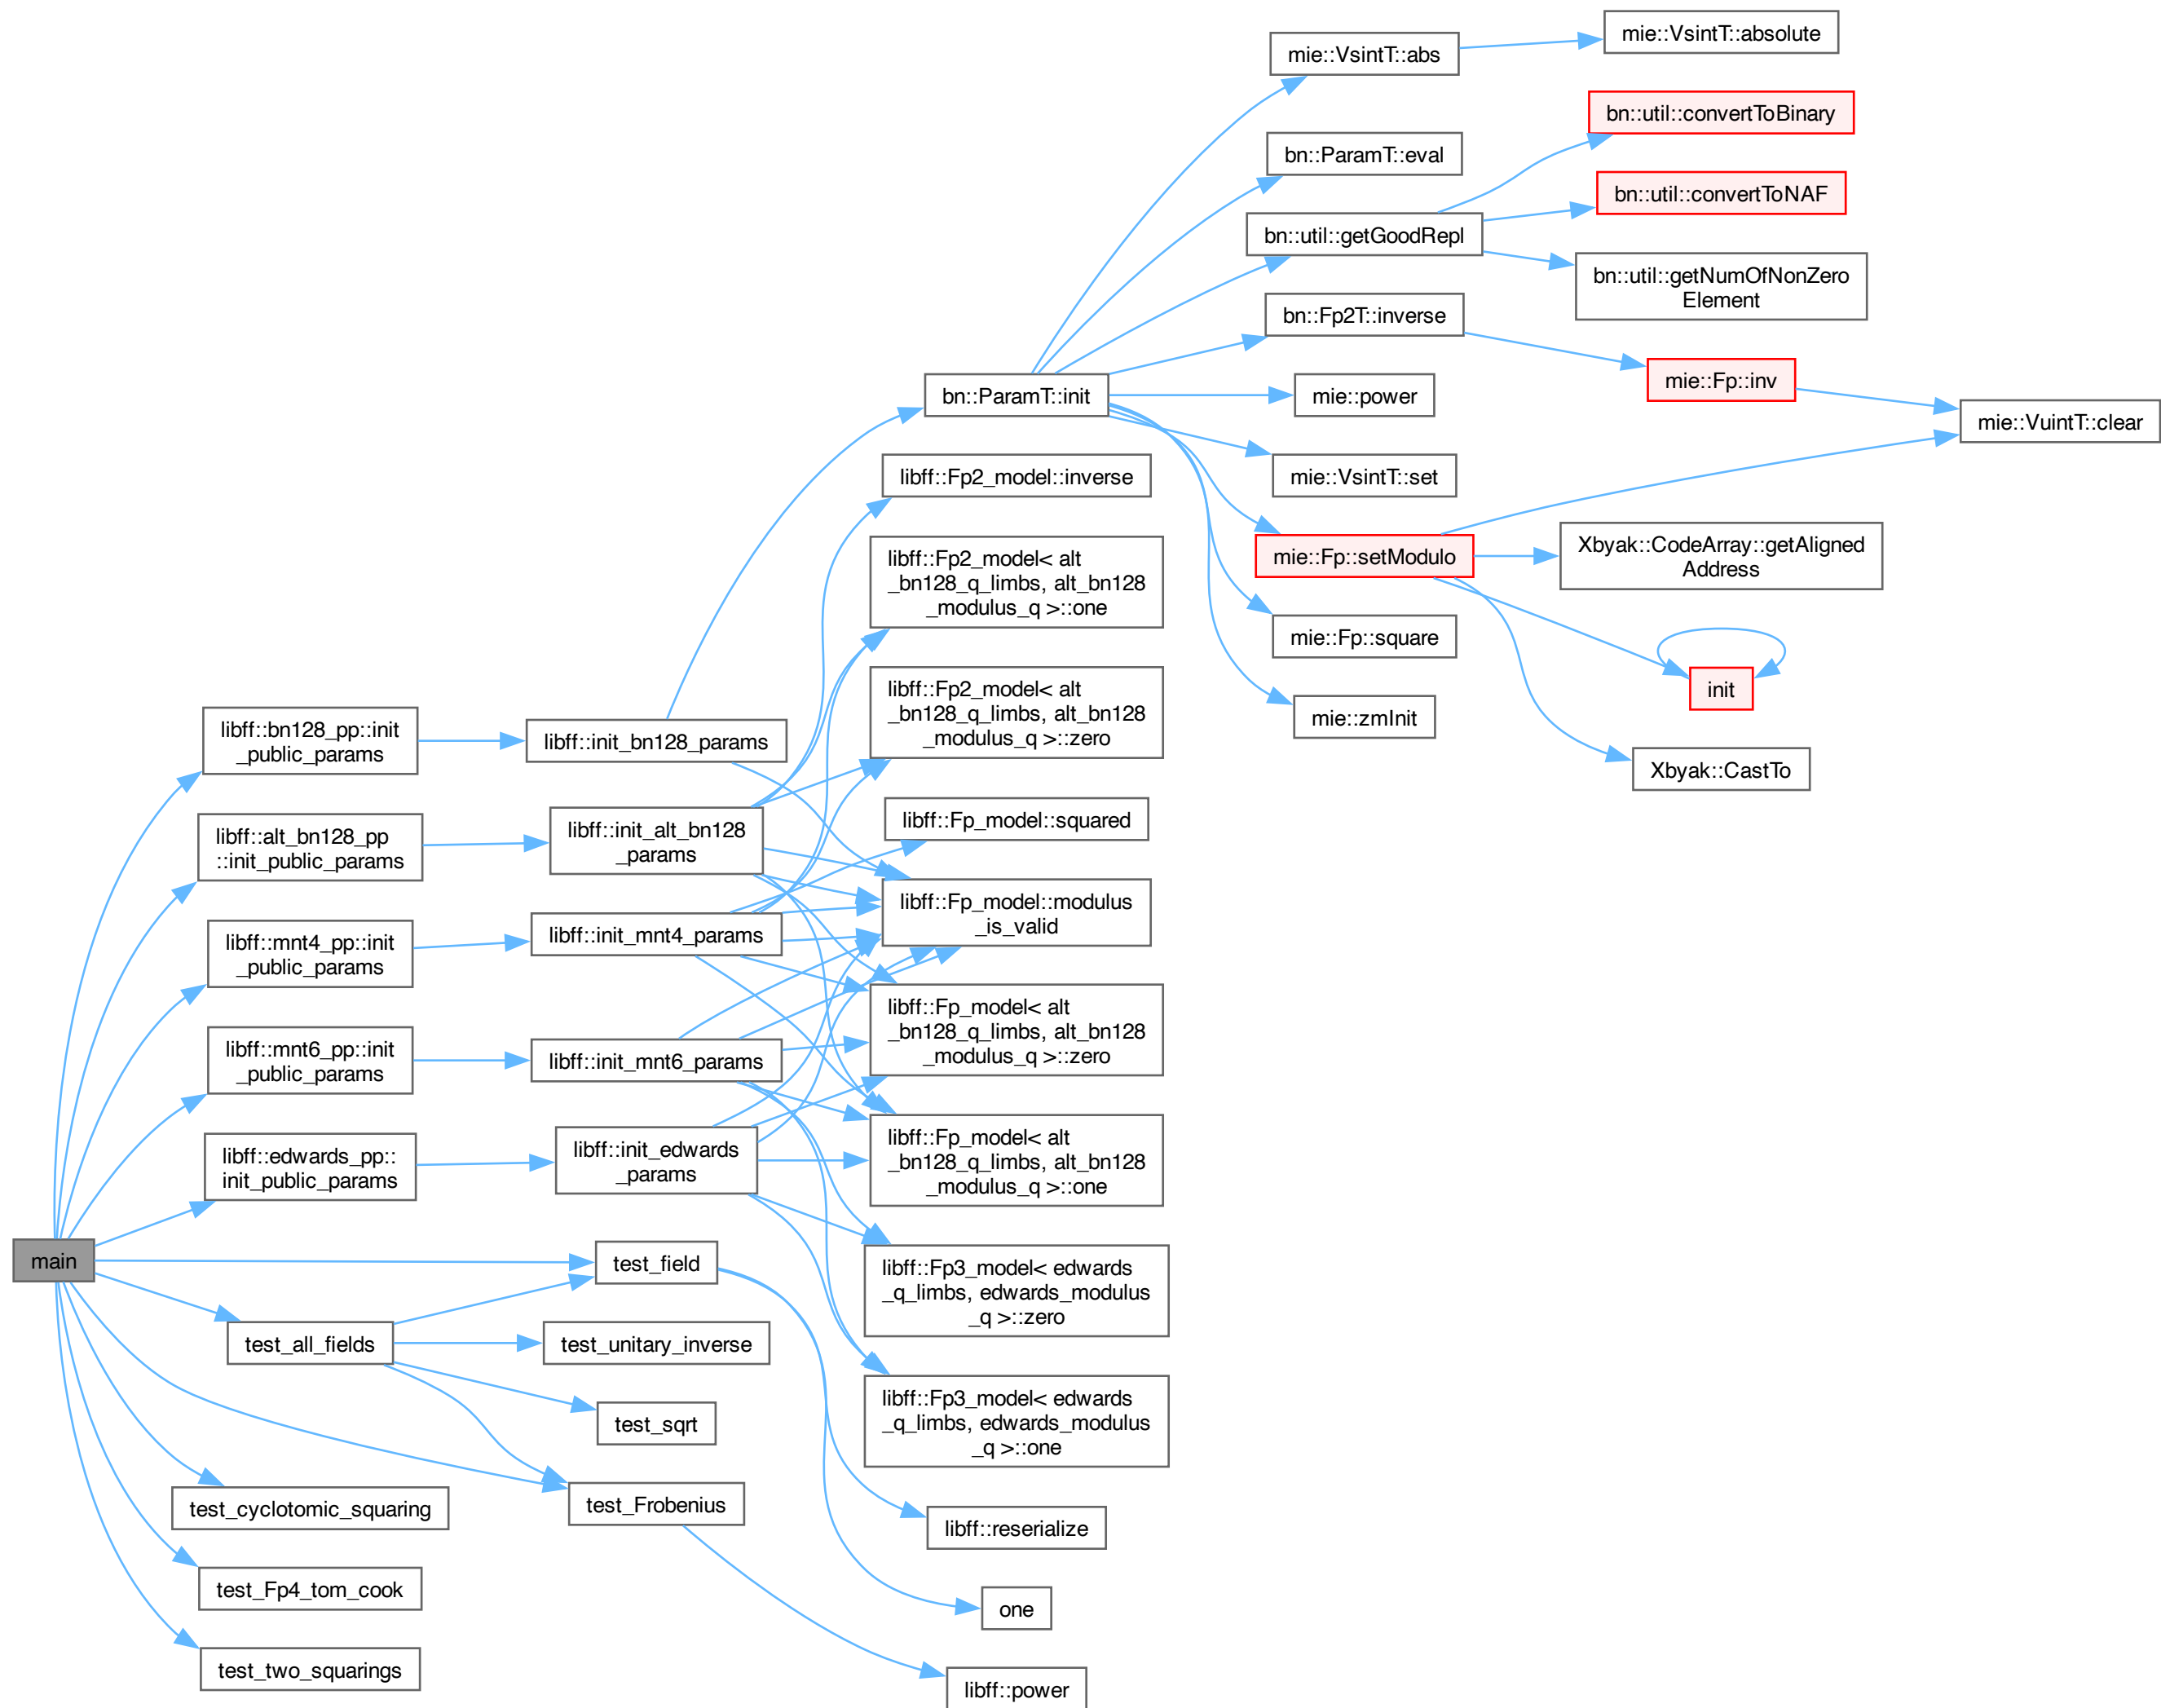 main
libff::bn128_pp::init
_public_params
libff::alt_bn128_pp
::init_public_params
libff::mnt4_pp::init
_public_params
libff::mnt6_pp::init
_public_params
libff::edwards_pp::
init_public_params
test_all_fields
test_cyclotomic_squaring
test_Fp4_tom_cook
test_two_squarings
libff::init_bn128_params
libff::init_alt_bn128
_params
libff::init_mnt4_params
libff::init_mnt6_params
libff::init_edwards
_params
test_field
test_unitary_inverse
test_sqrt
test_Frobenius
bn::ParamT::init
libff::Fp2_model::inverse
libff::Fp2_model< alt
_bn128_q_limbs, alt_bn128
_modulus_q >::one
libff::Fp2_model< alt
_bn128_q_limbs, alt_bn128
_modulus_q >::zero
libff::Fp_model::squared
libff::Fp_model::modulus
_is_valid
libff::Fp_model< alt
_bn128_q_limbs, alt_bn128
_modulus_q >::zero
libff::Fp_model< alt
_bn128_q_limbs, alt_bn128
_modulus_q >::one
libff::Fp3_model< edwards
_q_limbs, edwards_modulus
_q >::zero
libff::Fp3_model< edwards
_q_limbs, edwards_modulus
_q >::one
libff::reserialize
one
libff::power
mie::VsintT::abs
bn::ParamT::eval
bn::util::getGoodRepl
bn::Fp2T::inverse
mie::power
mie::VsintT::set
mie::Fp::setModulo
mie::Fp::square
mie::zmInit
mie::VsintT::absolute
bn::util::convertToBinary
bn::util::convertToNAF
bn::util::getNumOfNonZero
Element
mie::Fp::inv
Xbyak::CodeArray::getAligned
Address
init
Xbyak::CastTo
mie::VuintT::clear